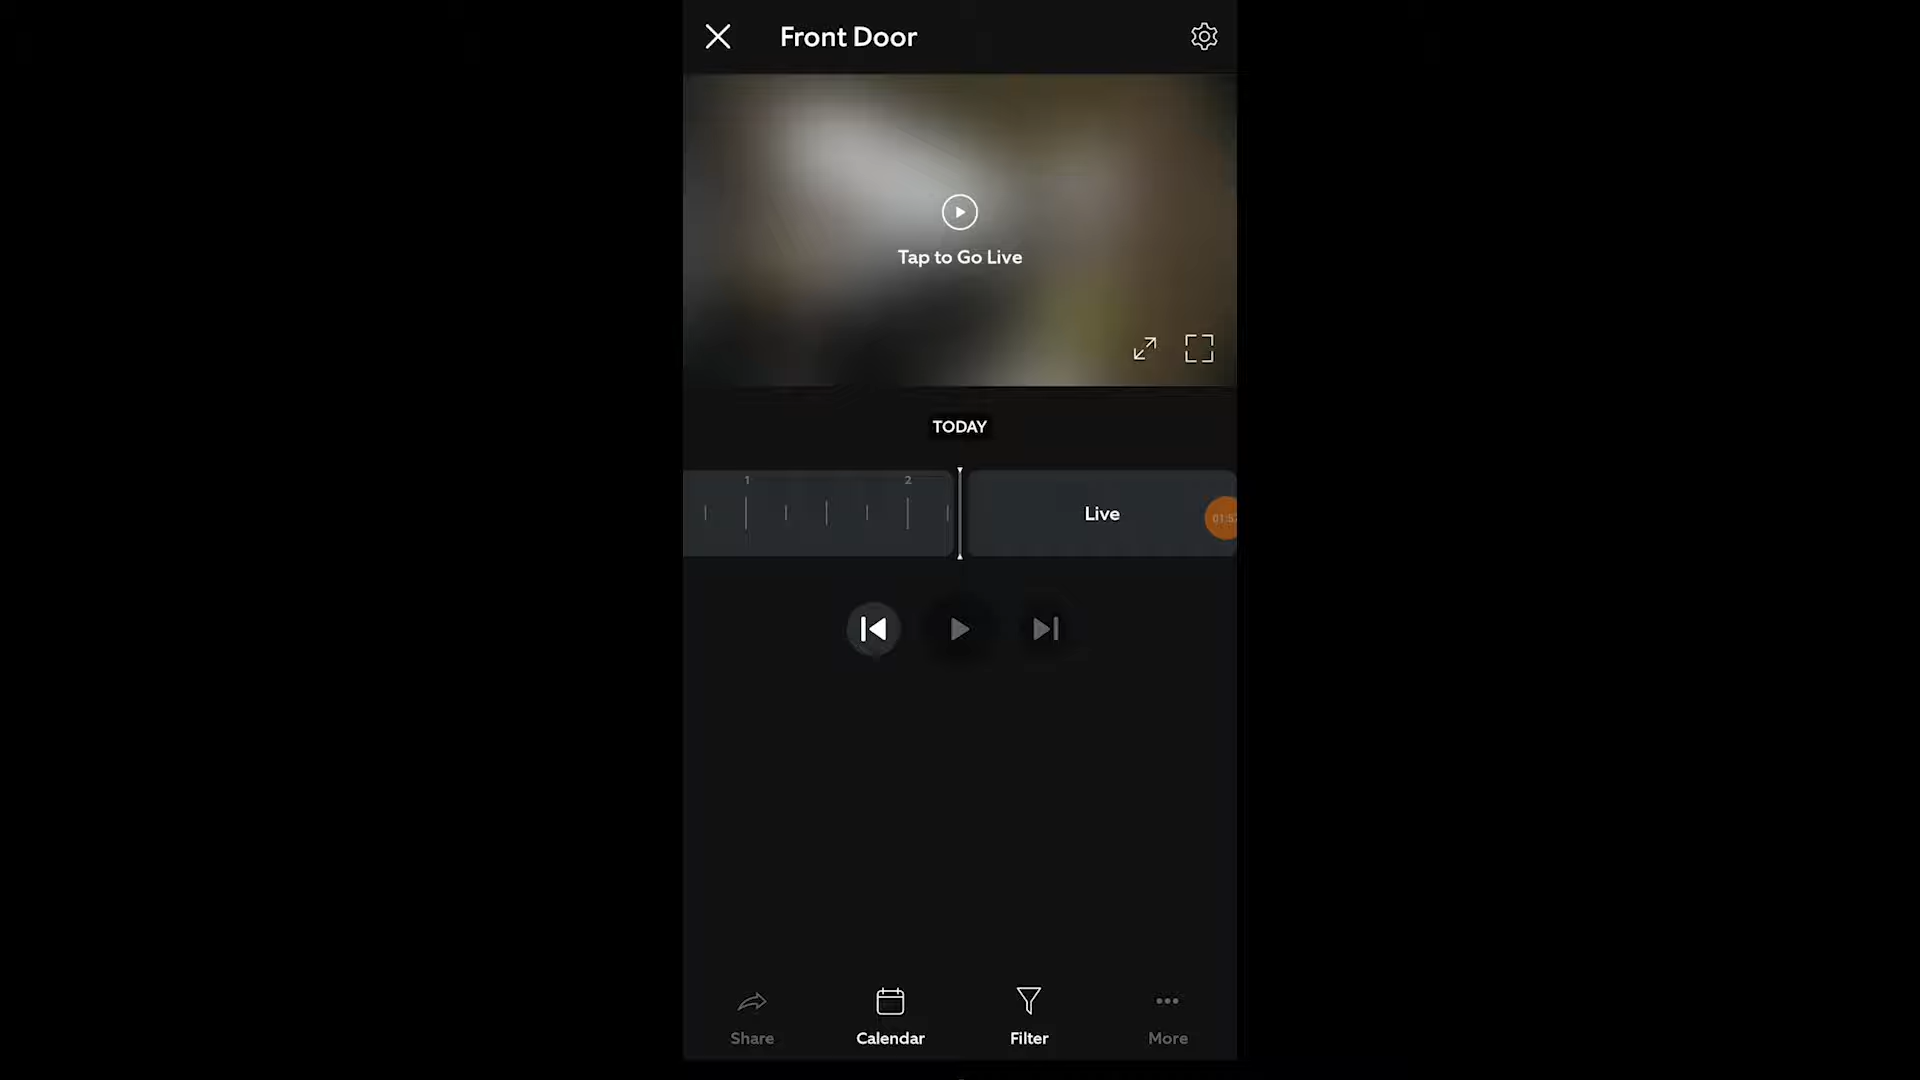 Front Door
Tap to Go Live
TODAY
1
2
Live
Share
Calendar
Filter
More